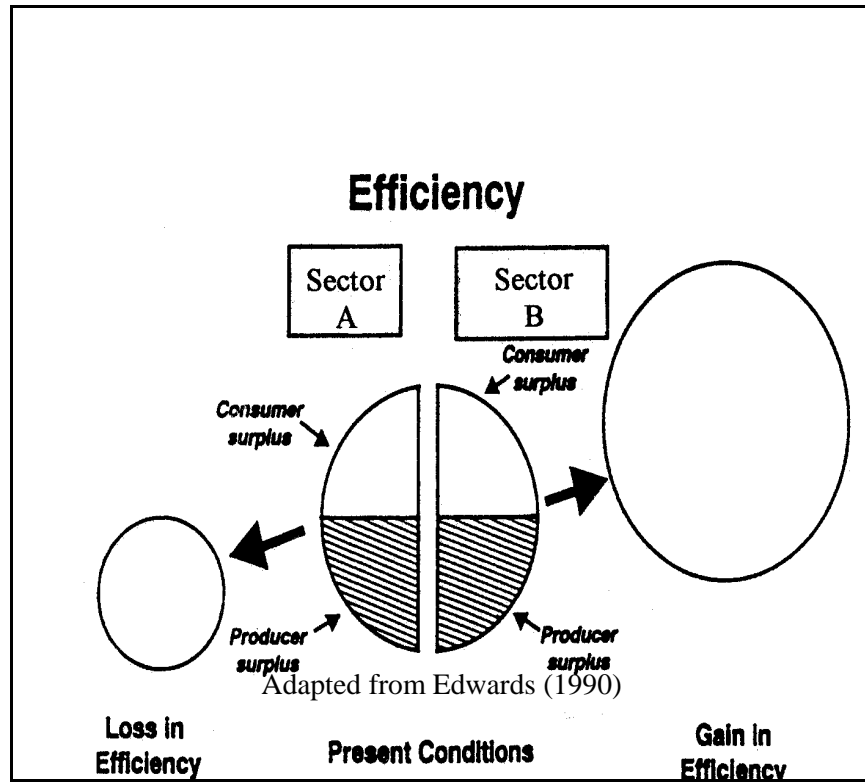 Efficiency
Sector
A
Sector
B
Consumer
surplus
Consumer
surplus
Producer
surplus
Producer
surplus
Adapted from Edwards (1990)
Loss in
Efficiency
Present Conditions
Gain in
Efficiency